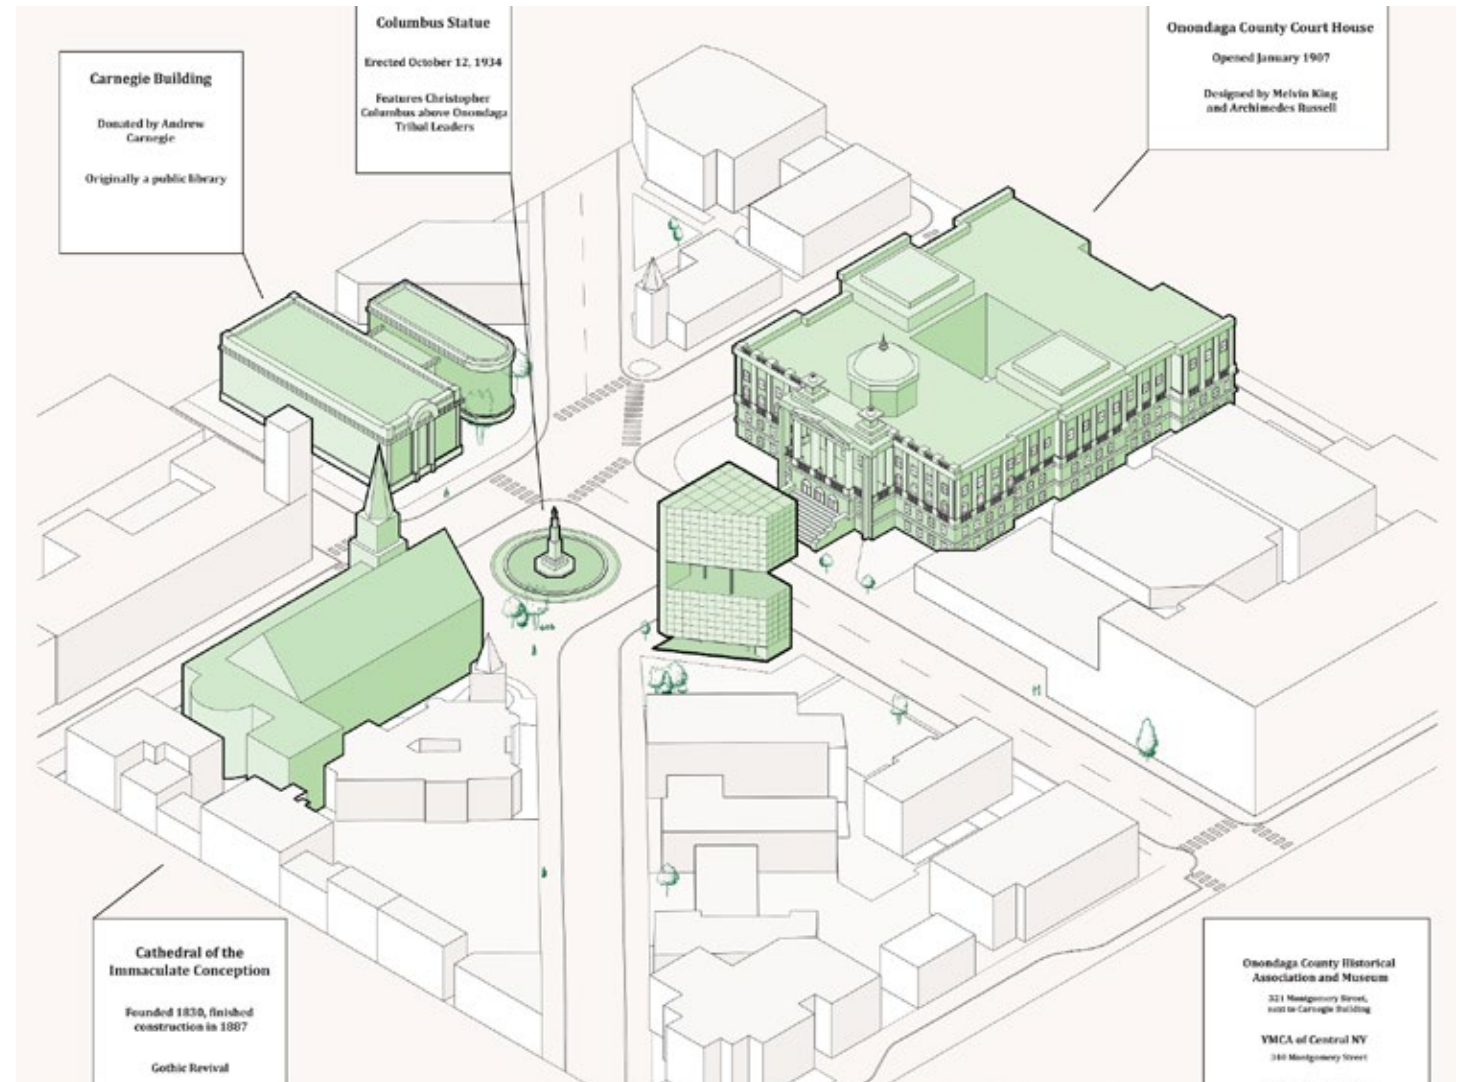 Carnegie Building
Donated by Andrew
Carnegie
Originally a public library
Columbus Statue
Erected October 12, 1934
Features Christopher
Columbus above Onondaga
Tribal Leaders
Onondaga County Court House
Opened January 1907
Designed by Melvin King
and Archimedes Russell
Cathedral of the
Immaculate Conception
Founded 1830, finished
construction in 1887
Gothic Revival
Onondaga County Historical
Association and Museum
321 Montgomery Street,
next to Carnegie Building
YMCA of Central NY
340 Montgomery Street